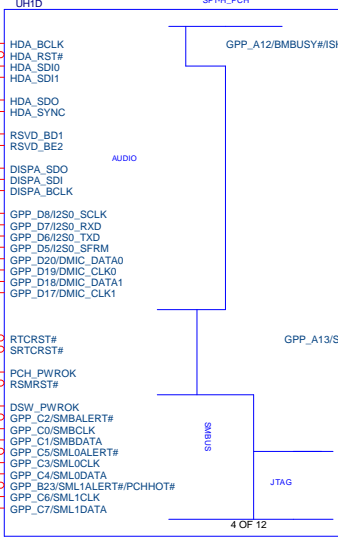 UH1D
SPT-H_PCH
HDA_BCLK
GPP_A12/BMBUSY#/ISH
HDA_RST#
HDA_SDI0
HDA_SDI1
HDA_SDO
HDA_SYNC
RSVD_BD1
RSVD_BE2
AUDIO
DISPA_SDO
DISPA_SDI
DISPA_BCLK
GPP_D8/I2S0_SCLK
GPP_D7/I2S0_RXD
GPP_D6/I2S0_TXD
GPP_D5/I2S0_SFRM
GPP_D20/DMIC_DATA0
GPP_D19/DMIC_CLK0
GPP_D18/DMIC_DATA1
GPP_D17/DMIC_CLK1
RTCRST#
GPP_A13/S
SRTCRST#
PCH_PWROK
RSMRST#
DSW_PWROK
GPP_C2/SMBALERT#
GPP_C0/SMBCLK
GPP_C1/SMBDATA
SMBUS
GPP_C5/SML0ALERT#
GPP_C3/SML0CLK
GPP_C4/SML0DATA
JTAG
GPP_B23/SML1ALERT#/PCHHOT#
GPP_C6/SML1CLK
GPP_C7/SML1DATA
4 OF 12